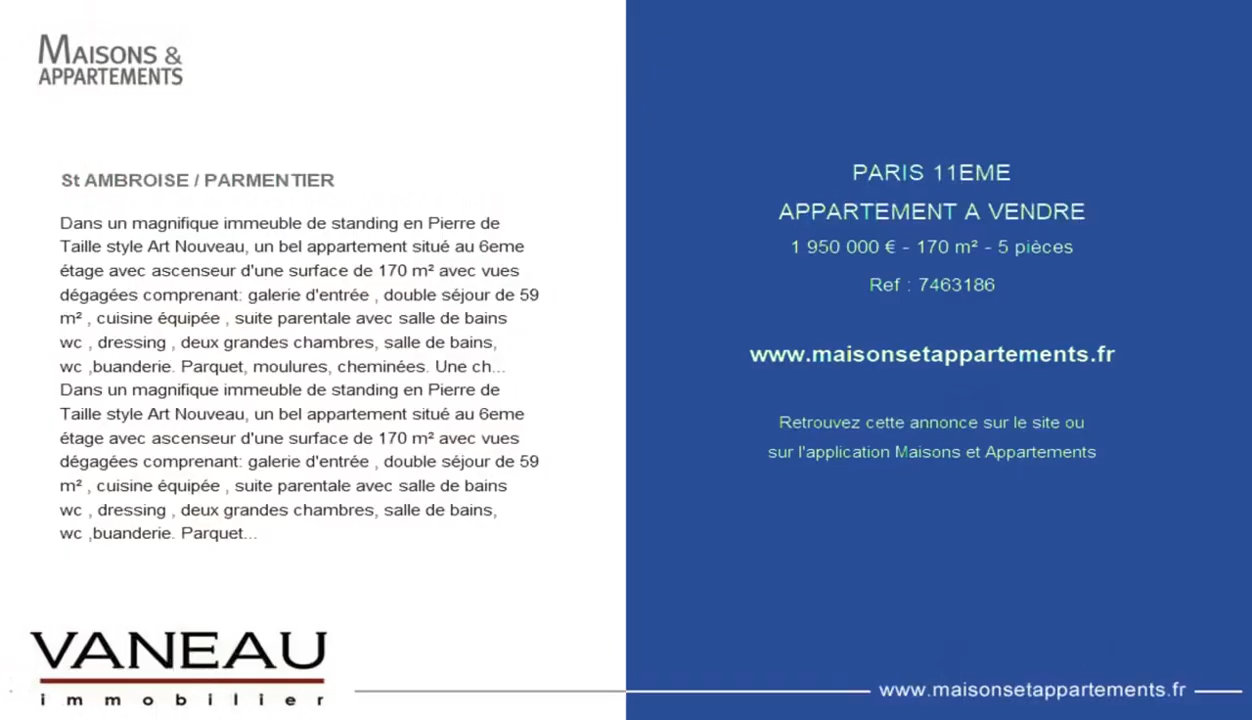 MAISONS &
APPARTEMENTS
St AMBROISE / PARMENTIER
Dans un magnifique immeuble de standing en Pierre de
Taille style Art Nouveau, un bel appartement situé au 6eme
étage avec ascenseur d'une surface de 170 m² avec vues
dégagées comprenant: galerie d'entrée , double séjour de 59
m² , cuisine équipée , suite parentale avec salle de bains
wc , dressing , deux grandes chambres, salle de bains,
wc ,buanderie. Parquet, moulures, cheminées. Une ch...
Dans un magnifique immeuble de standing en Pierre de
Taille style Art Nouveau, un bel appartement situé au 6eme
étage avec ascenseur d'une surface de 170 m² avec vues
dégagées comprenant: galerie d'entrée , double séjour de 59
m² , cuisine équipée , suite parentale avec salle de bains
wc , dressing , deux grandes chambres, salle de bains,
wc ,buanderie. Parquet...
VANEAU
immobilier
PARIS 11EME
APPARTEMENT A VENDRE
1 950 000 € - 170 m² - 5 pièces
Ref : 7463186
www.maisonsetappartements.fr
Retrouvez cette annonce sur le site ou
sur l'application Maisons et Appartements
www.maisonsetappartements.fr